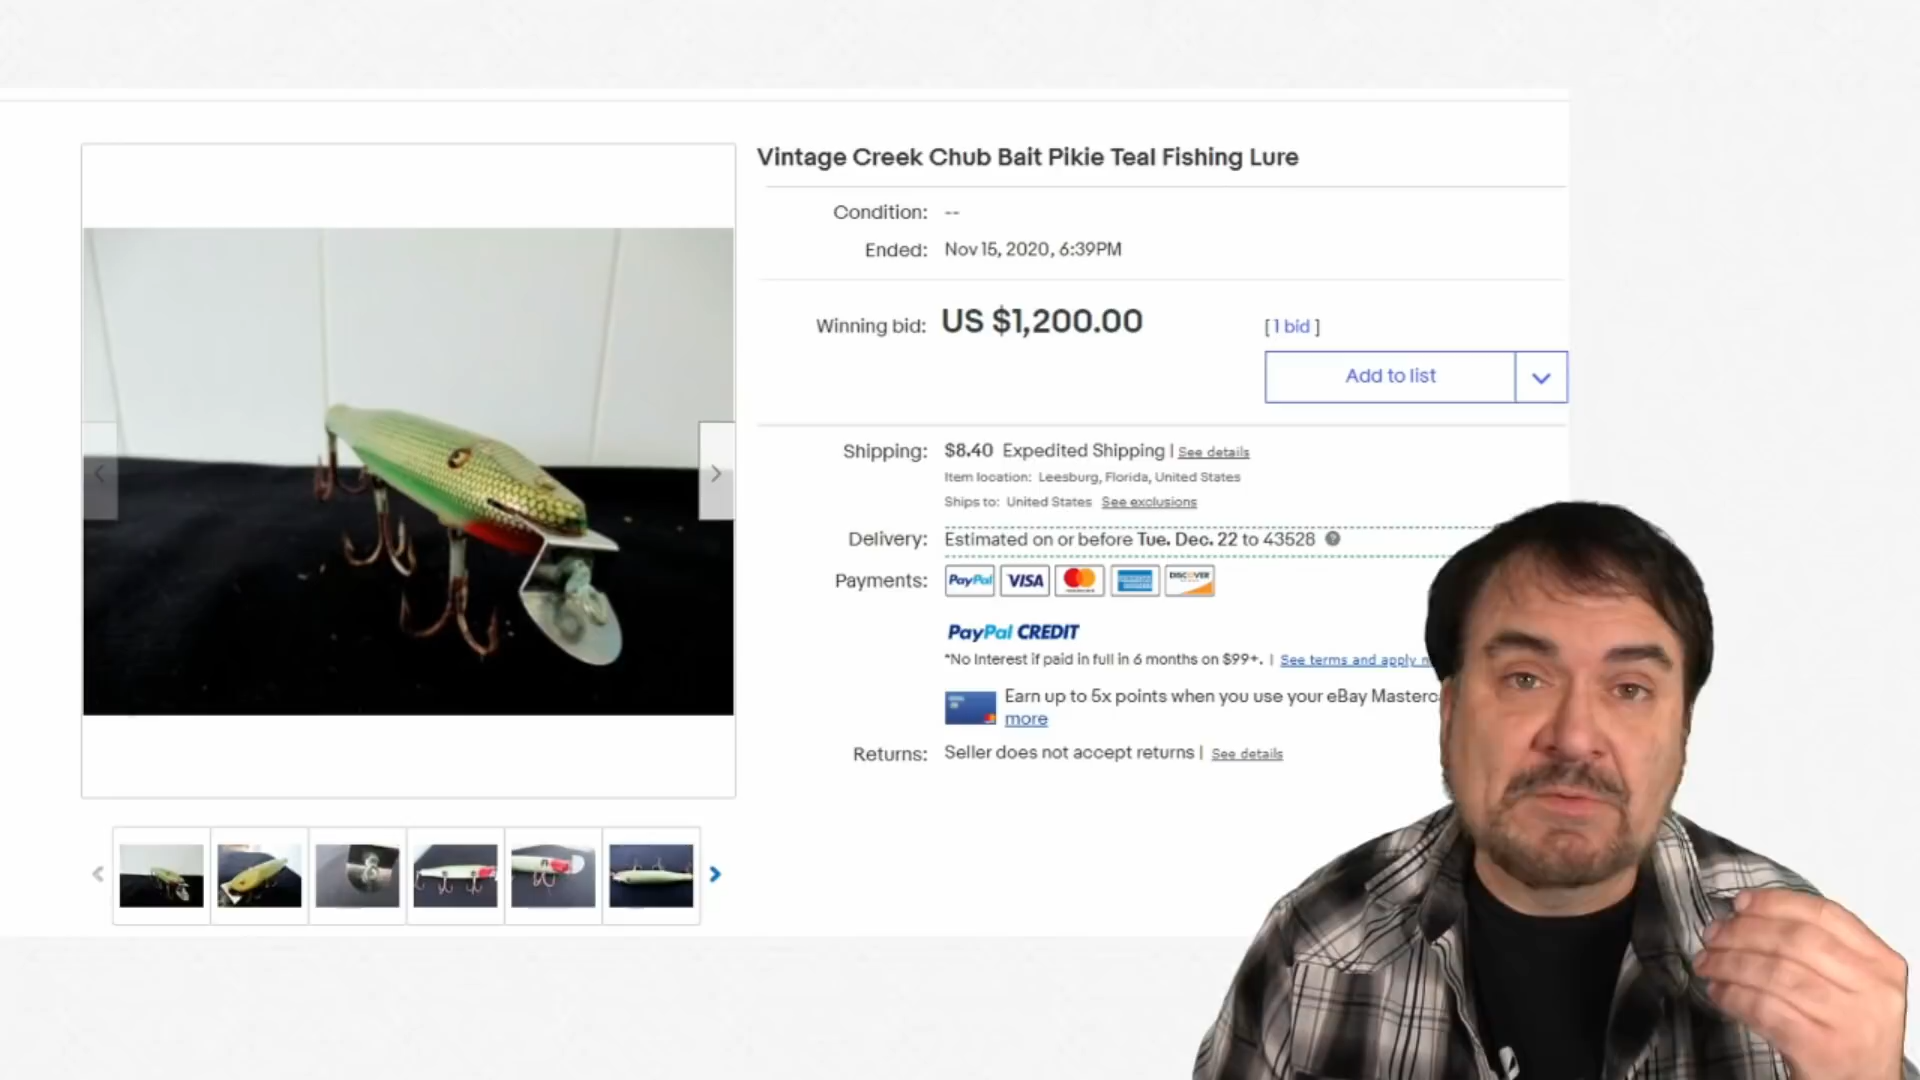 Vintage Creek Chub Bait Pikie Teal Fishing Lure
Condition: --
Ended: Nov 15, 2020, 6:39PM
Winning bid: US $1,200.00 [ 1 bid ]
Add to list
Shipping: $8.40 Expedited Shipping | See details
Item location: Leesburg, Florida, United States
Ships to: United States See exclusions
Delivery: Estimated on or before Tue. Dec. 22 to 43528
Payments: PayPal VISA DISCOVER
PayPal CREDIT
*No Interest if paid in full in 6 months on $99+. | See terms and apply
Earn up to 5x points when you use your eBay
more
Returns: Seller does not accept returns | See details